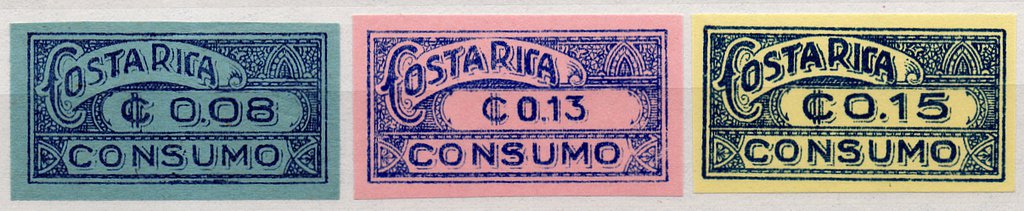 COSTA RICA
₡ 0.08
CONSUMO
COSTA RICA
₡ 0.13
CONSUMO
COSTA RICA
₡ 0.15
CONSUMO